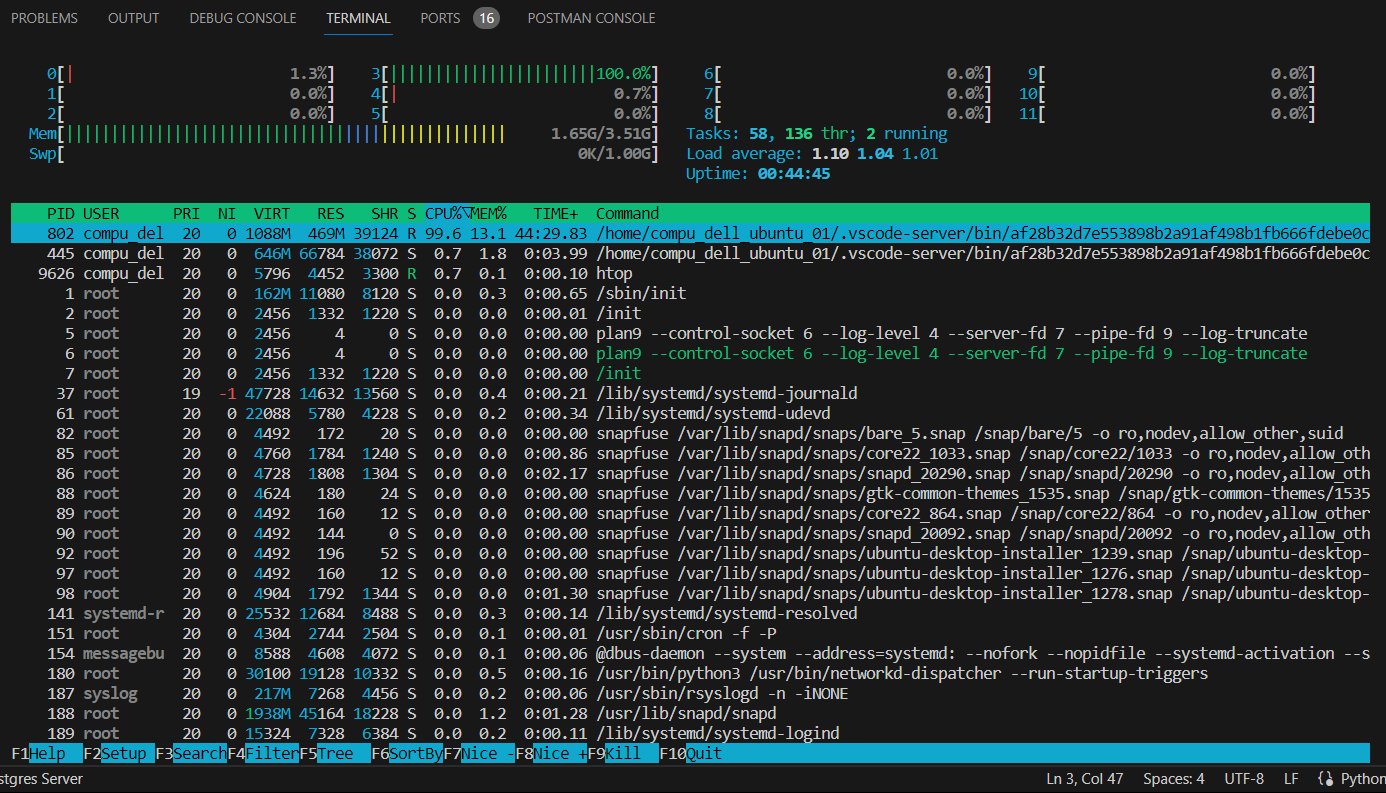 PROBLEMS OUTPUT DEBUG CONSOLE TERMINAL PORTS 16 POSTMAN CONSOLE
0[| 1.3%] 3[|||||||||||||||||||||||100.0%] 6[ 0.0%] 9[ 0.0%]
1[ 0.0%] 4[| 0.7%] 7[ 0.0%] 10[ 0.0%]
2[ 0.0%] 5[ 0.0%] 8[ 0.0%] 11[ 0.0%]
Mem[|||||||||||||||||||||||||||||||||||||||||||||||||| 1.65G/3.51G] Tasks: 58, 136 thr; 2 running
Swp[ 0K/1.00G] Load average: 1.10 1.04 1.01
Uptime: 00:44:45
PID USER PRI NI VIRT RES SHR S CPU%▽MEM% TIME+ Command
802 compu_del 20 0 1088M 469M 39124 R 99.6 13.1 44:29.83 /home/compu_dell_ubuntu_01/.vscode-server/bin/af28b32d7e553898b2a91af498b1fb666fdebe0c
445 compu_del 20 0 646M 66784 38072 S 0.7 1.8 0:03.99 /home/compu_dell_ubuntu_01/.vscode-server/bin/af28b32d7e553898b2a91af498b1fb666fdebe0c
9626 compu_del 20 0 5796 4452 3300 R 0.7 0.1 0:00.10 htop
1 root 20 0 162M 11080 8120 S 0.0 0.3 0:00.65 /sbin/init
2 root 20 0 2456 1332 1220 S 0.0 0.0 0:00.01 /init
5 root 20 0 2456 4 0 S 0.0 0.0 0:00.00 plan9 --control-socket 6 --log-level 4 --server-fd 7 --pipe-fd 9 --log-truncate
6 root 20 0 2456 4 0 S 0.0 0.0 0:00.00 plan9 --control-socket 6 --log-level 4 --server-fd 7 --pipe-fd 9 --log-truncate
7 root 20 0 2456 1332 1220 S 0.0 0.0 0:00.00 /init
37 root 19 -1 47728 14632 13560 S 0.0 0.4 0:00.21 /lib/systemd/systemd-journald
61 root 20 0 22088 5780 4228 S 0.0 0.2 0:00.34 /lib/systemd/systemd-udevd
82 root 20 0 4492 172 20 S 0.0 0.0 0:00.00 snapfuse /var/lib/snapd/snaps/bare_5.snap /snap/bare/5 -o ro,nodev,allow_other,suid
85 root 20 0 4760 1784 1240 S 0.0 0.0 0:00.86 snapfuse /var/lib/snapd/snaps/core22_1033.snap /snap/core22/1033 -o ro,nodev,allow_oth
86 root 20 0 4728 1808 1304 S 0.0 0.0 0:02.17 snapfuse /var/lib/snapd/snaps/snapd_20290.snap /snap/snapd/20290 -o ro,nodev,allow_oth
88 root 20 0 4624 180 24 S 0.0 0.0 0:00.00 snapfuse /var/lib/snapd/snaps/gtk-common-themes_1535.snap /snap/gtk-common-themes/1535
89 root 20 0 4492 160 12 S 0.0 0.0 0:00.00 snapfuse /var/lib/snapd/snaps/core22_864.snap /snap/core22/864 -o ro,nodev,allow_other
90 root 20 0 4492 144 0 S 0.0 0.0 0:00.00 snapfuse /var/lib/snapd/snaps/snapd_20092.snap /snap/snapd/20092 -o ro,nodev,allow_oth
92 root 20 0 4492 196 52 S 0.0 0.0 0:00.00 snapfuse /var/lib/snapd/snaps/ubuntu-desktop-installer_1239.snap /snap/ubuntu-desktop-
97 root 20 0 4492 160 12 S 0.0 0.0 0:00.00 snapfuse /var/lib/snapd/snaps/ubuntu-desktop-installer_1276.snap /snap/ubuntu-desktop-
98 root 20 0 4904 1792 1344 S 0.0 0.0 0:01.30 snapfuse /var/lib/snapd/snaps/ubuntu-desktop-installer_1278.snap /snap/ubuntu-desktop-
141 systemd-r 20 0 25532 12684 8488 S 0.0 0.3 0:00.14 /lib/systemd/systemd-resolved
151 root 20 0 4304 2744 2504 S 0.0 0.1 0:00.01 /usr/sbin/cron -f -P
154 messagebu 20 0 8588 4608 4072 S 0.0 0.1 0:00.06 @dbus-daemon --system --address=systemd: --nofork --nopidfile --systemd-activation --s
180 root 20 0 30100 19128 10332 S 0.0 0.5 0:00.16 /usr/bin/python3 /usr/bin/networkd-dispatcher --run-startup-triggers
187 syslog 20 0 217M 7268 4456 S 0.0 0.2 0:00.06 /usr/sbin/rsyslogd -n -iNONE
188 root 20 0 1938M 45164 18228 S 0.0 1.2 0:01.28 /usr/lib/snapd/snapd
189 root 20 0 15324 7328 6384 S 0.0 0.2 0:00.11 /lib/systemd/systemd-logind
F1Help F2Setup F3SearchF4FilterF5Tree F6SortByF7Nice -F8Nice +F9Kill F10Quit
stgres Server Ln 3, Col 47 Spaces: 4 UTF-8 LF Python